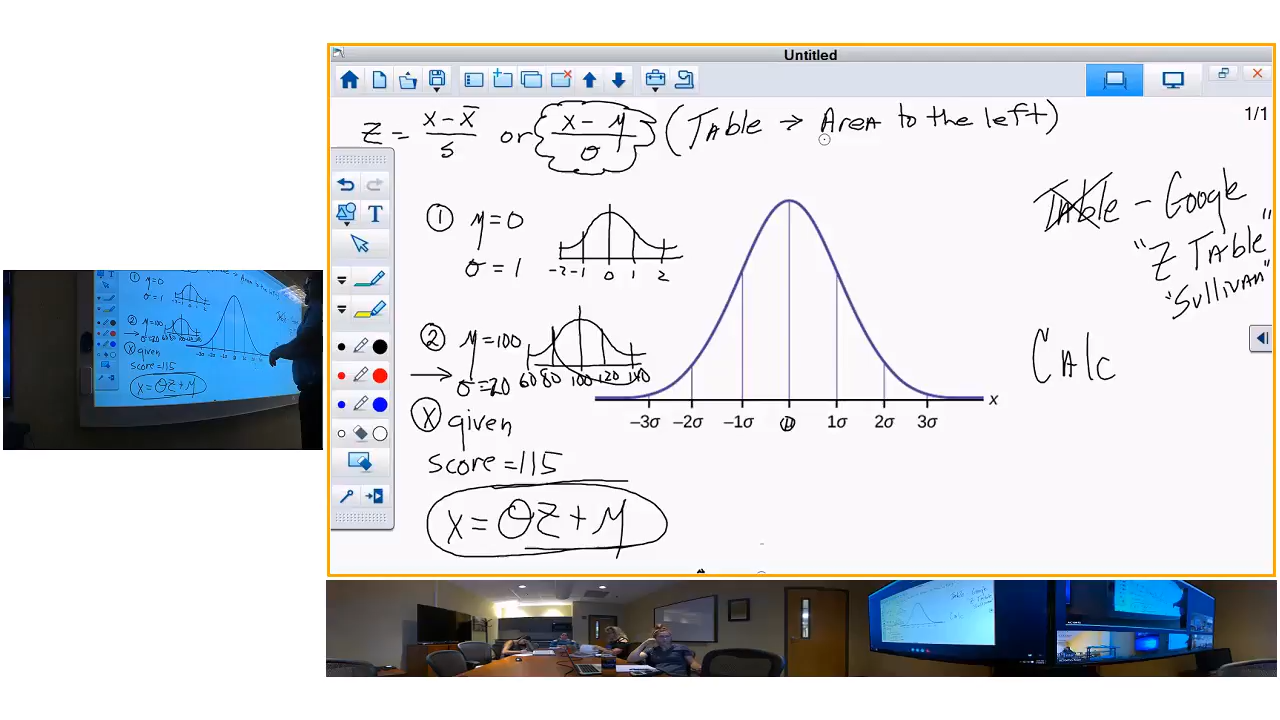 Untitled
1/1
Z = x - x̄ / s or x - μ / σ (Table → Area to the left)
Table - Google
"Z Table"
"Sullivan"
Calc
① μ = 0
σ = 1
-2 -1 0 1 2
② μ = 100
→ σ = 20
60 80 100 120 140
Ⓧ given
score = 115
x = σZ + μ
−3σ −2σ −1σ 0 1σ 2σ 3σ
x
T